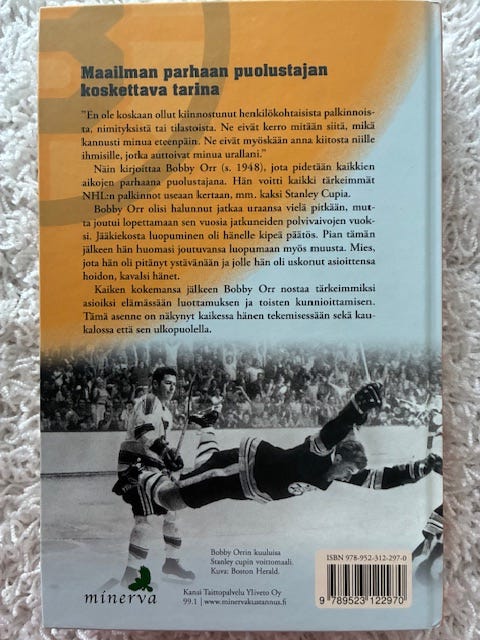 Maailman parhaan puolustajan
koskettava tarina
"En ole koskaan ollut kiinnostunut henkilökohtaisista palkinnois-
ta, nimityksistä tai tilastoista. Ne eivät kerro mitään siitä, mikä
kannusti minua eteenpäin. Ne eivät myöskään anna kiitosta niille
ihmisille, jotka auttoivat minua urallani."
Näin kirjoittaa Bobby Orr (s. 1948), jota pidetään kaikkien
aikojen parhaana puolustajana. Hän voitti kaikki tärkeimmät
NHL:n palkinnot useaan kertaan, mm. kaksi Stanley Cupia.
Bobby Orr olisi halunnut jatkaa uraansa vielä pitkään, mut-
ta joutui lopettamaan sen vuosia jatkuneiden polvivaivojen vuok-
si. Jääkiekosta luopuminen oli hänelle kipeä päätös. Pian tämän
jälkeen hän huomasi joutuvansa luopumaan myös muusta. Mies,
jota hän oli pitänyt ystävänään ja jolle hän oli uskonut asioittensa
hoidon, kavalsi hänet.
Kaiken kokemansa jälkeen Bobby Orr nostaa tärkeimmiksi
asioiksi elämässään luottamuksen ja toisten kunnioittamisen.
Tämä asenne on näkynyt kaikessa hänen tekemisessään sekä kau-
kalossa että sen ulkopuolella.
Bobby Orrin kuuluisa
Stanley cupin voittomaali.
Kuva: Boston Herald.
minerva
Kansi Taittopalvelu Yliveto Oy
99.1 | www.minervakustannus.fi
ISBN 978-952-312-297-0
9 789523 122970